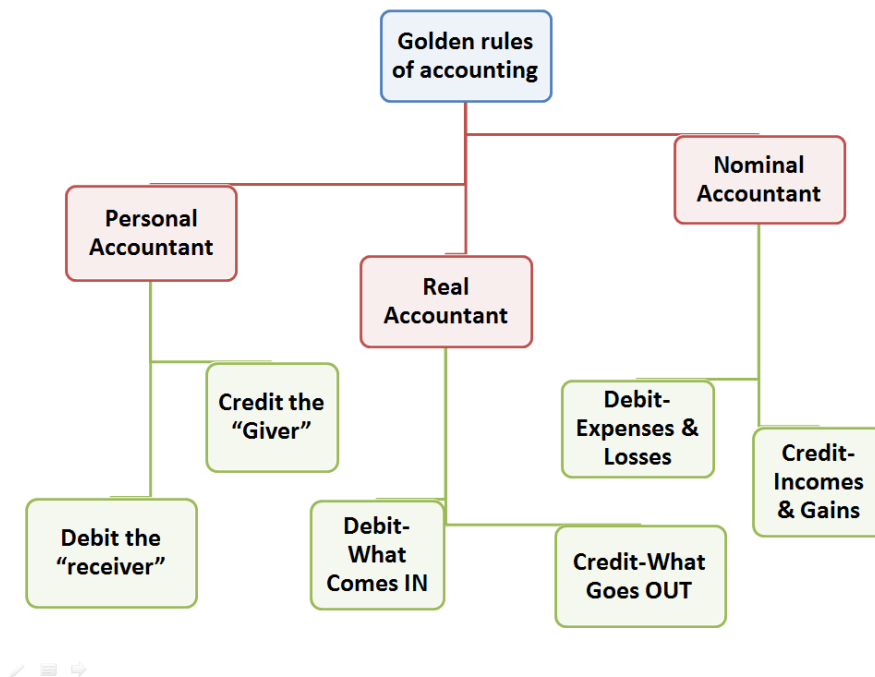 Golden rules
of accounting
Nominal
Accountant
Personal
Accountant
Real
Accountant
Credit the
“Giver”
Debit-
Expenses &
Losses
Credit-
Incomes
& Gains
Debit the
“receiver”
Debit-
What
Comes IN
Credit-What
Goes OUT